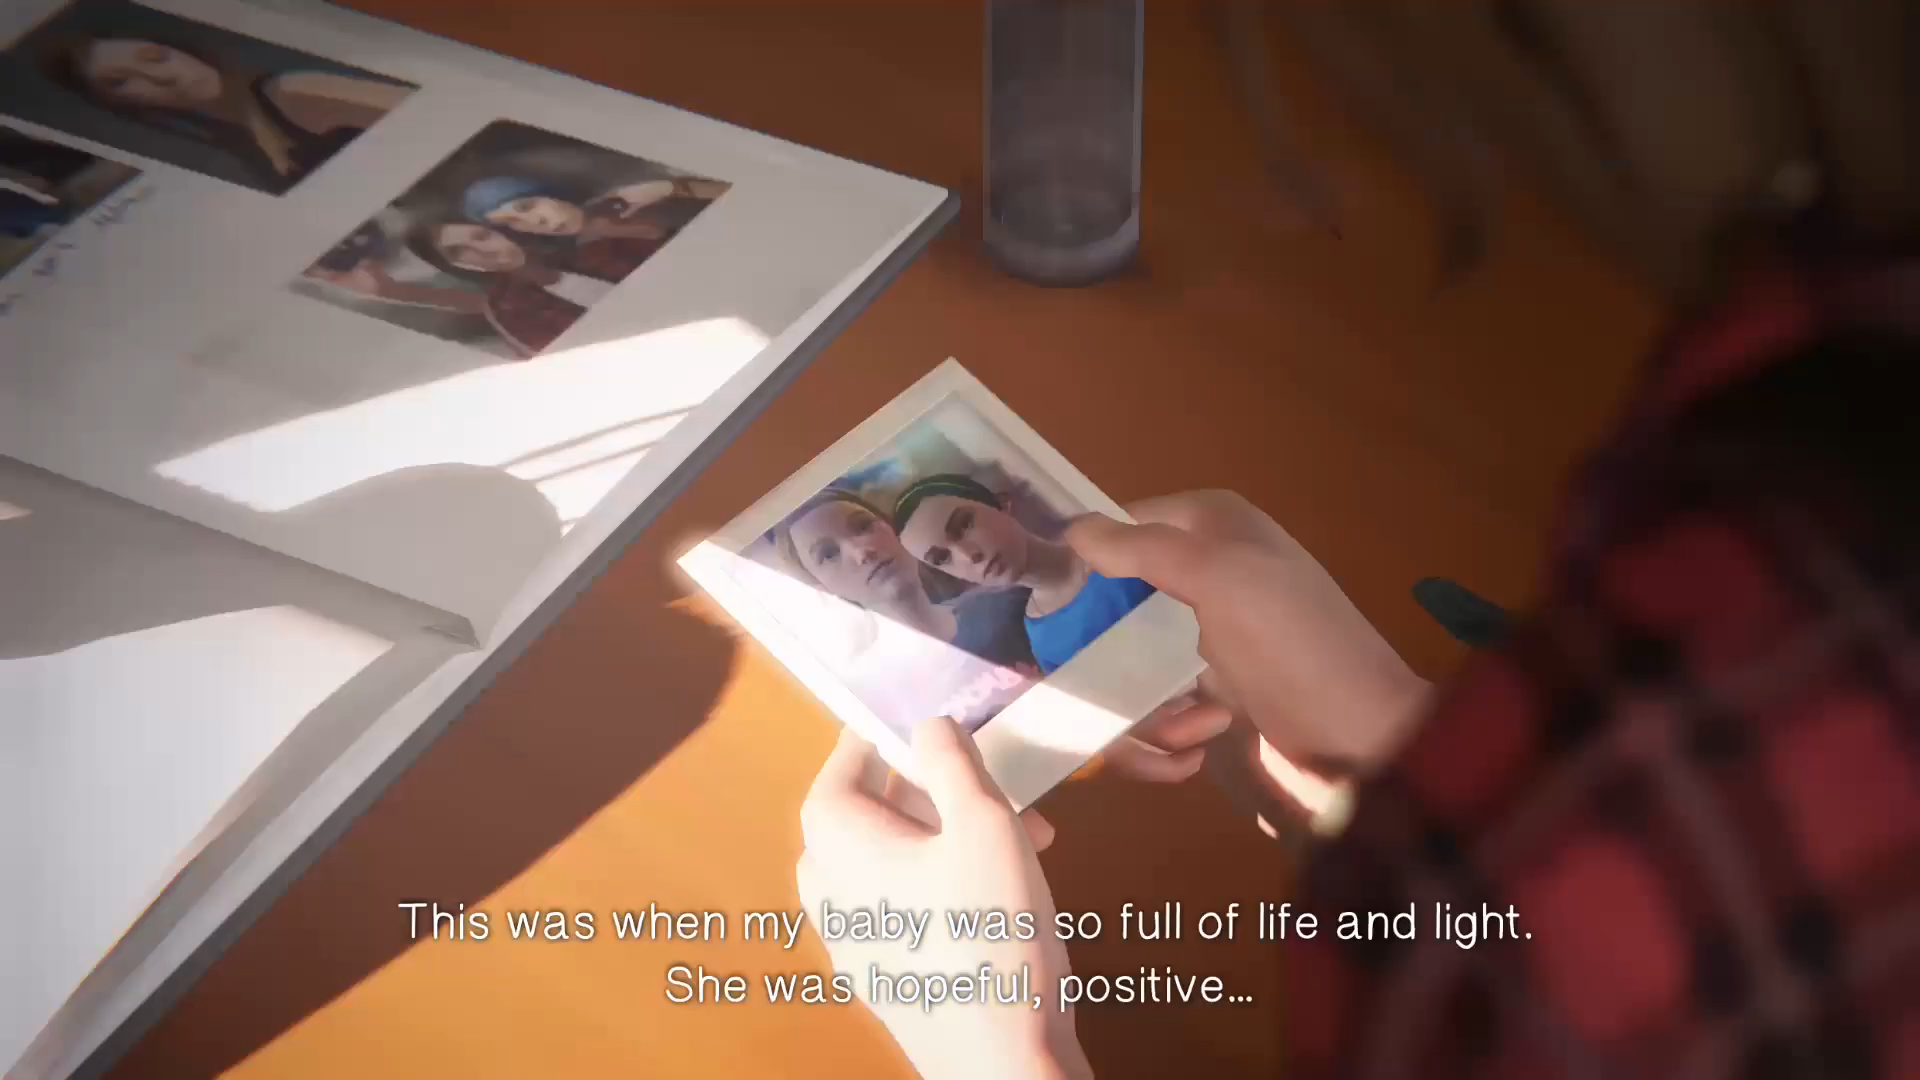 This was when my baby was so full of life and light.
She was hopeful, positive...